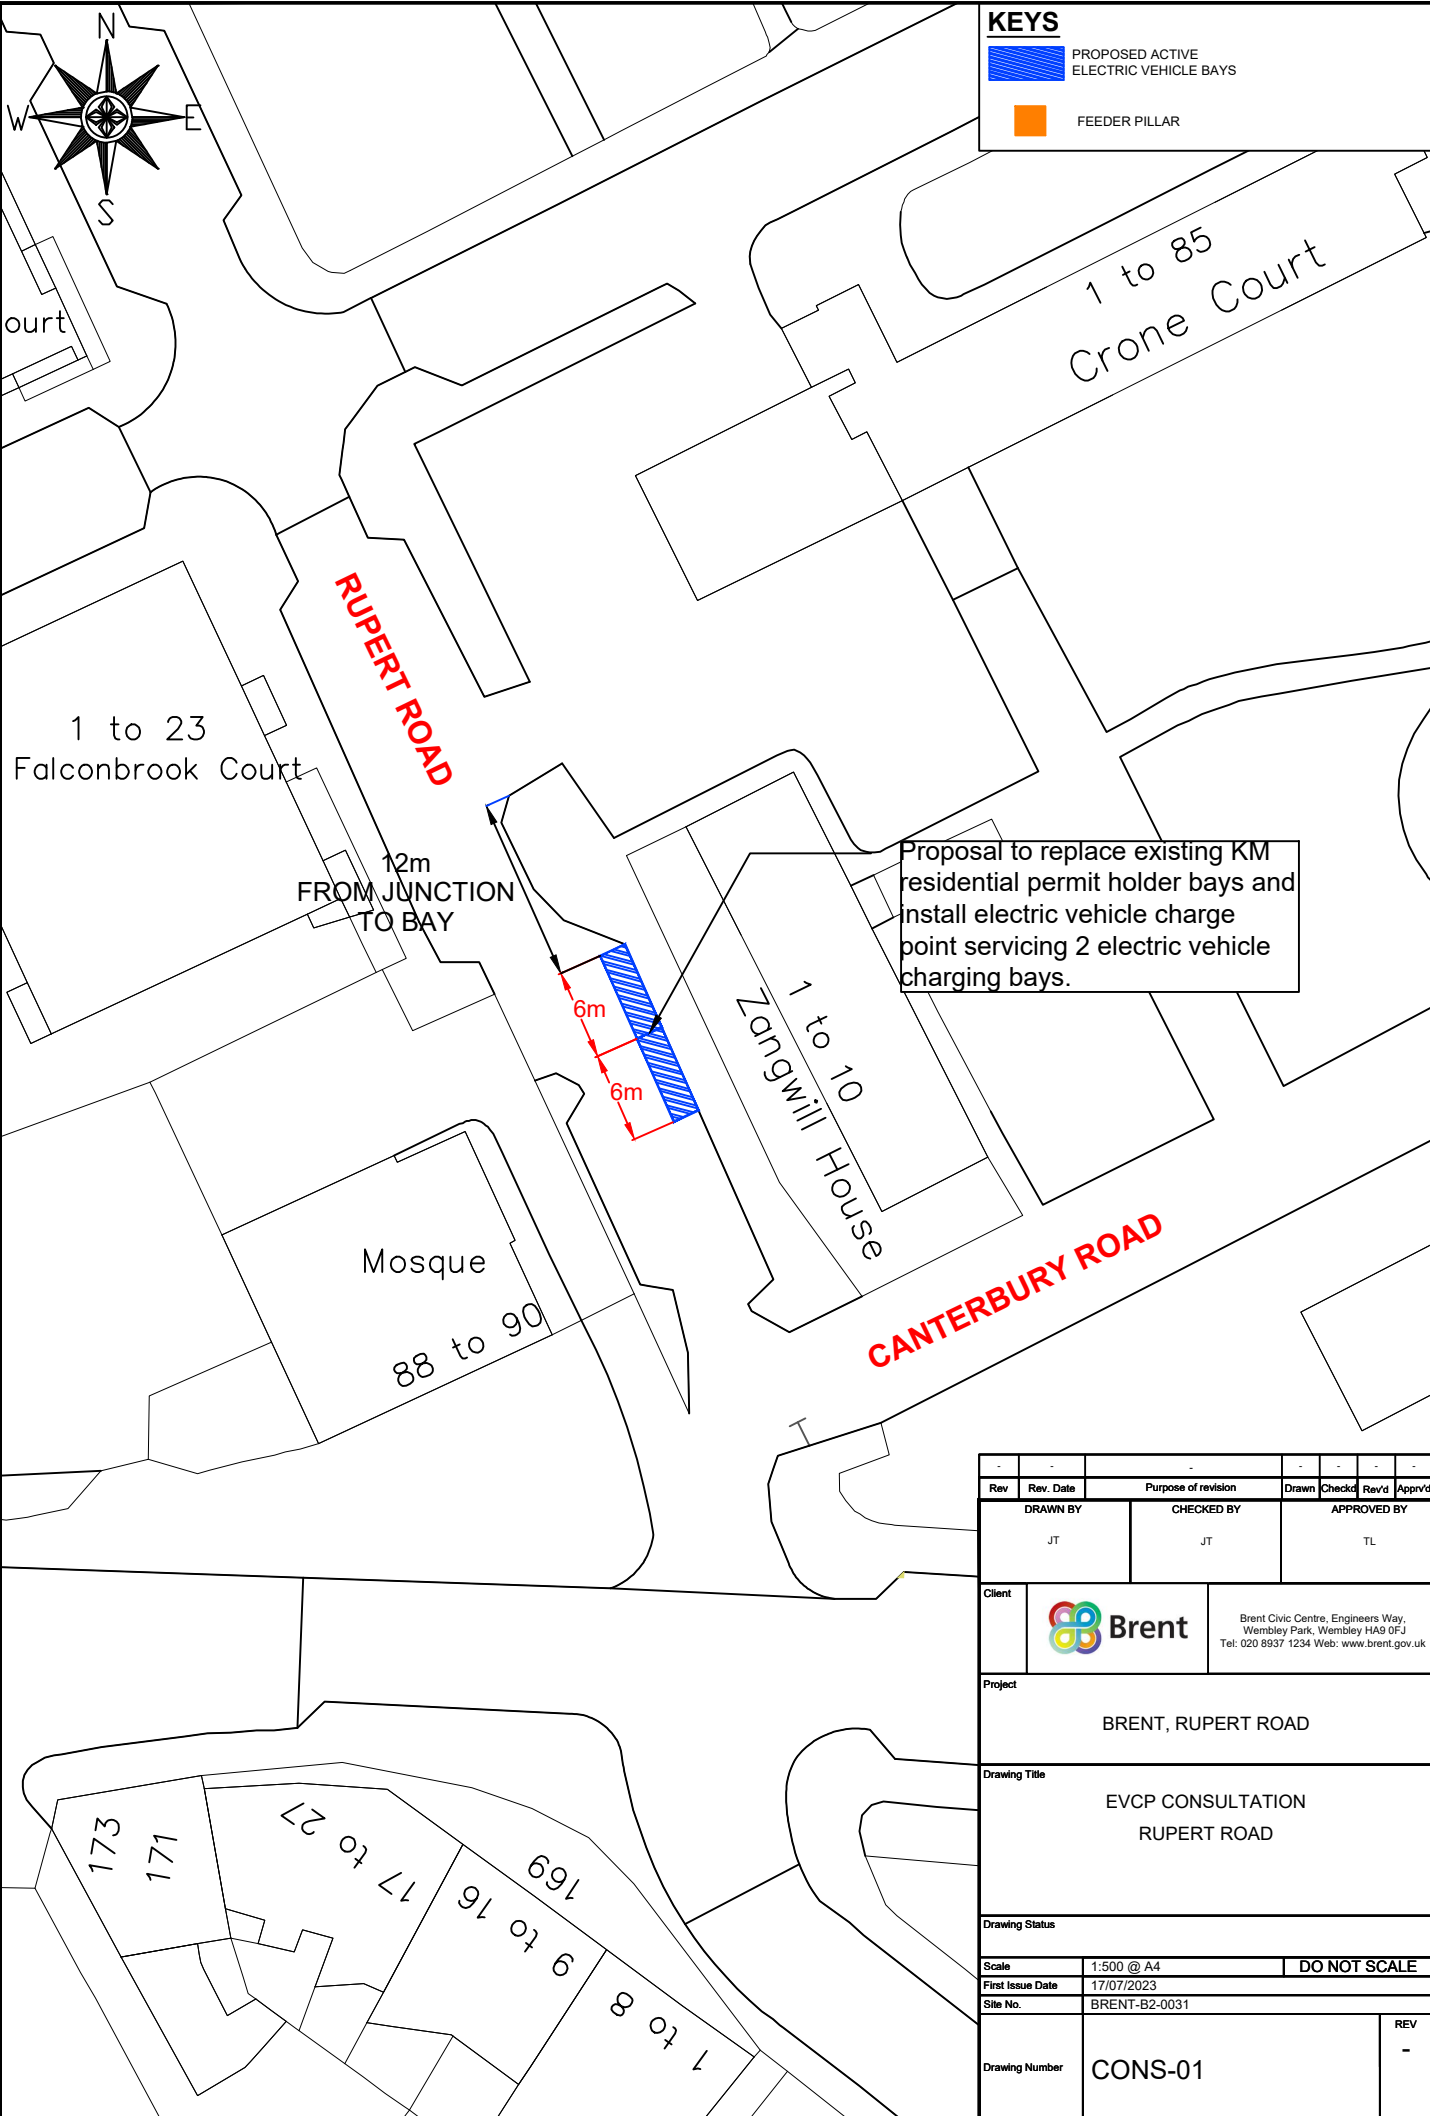 N
W
E
S
KEYS
PROPOSED ACTIVE
ELECTRIC VEHICLE BAYS
FEEDER PILLAR
ourt
1 to 85
Crone Court
RUPERT ROAD
1 to 23
Falconbrook Court
12m
FROM JUNCTION
TO BAY
Proposal to replace existing KM
residential permit holder bays and
install electric vehicle charge
point servicing 2 electric vehicle
charging bays.
6m
6m
1 to 10
Zangwill House
Mosque
88 to 90
CANTERBURY ROAD
- - - - - - -
Rev Rev. Date Purpose of revision Drawn Checkd Rev'd Apprv'd
DRAWN BY CHECKED BY APPROVED BY
JT JT TL
Client
Brent
Brent Civic Centre, Engineers Way,
Wembley Park, Wembley HA9 0FJ
Tel: 020 8937 1234 Web: www.brent.gov.uk
Project
BRENT, RUPERT ROAD
Drawing Title
EVCP CONSULTATION
RUPERT ROAD
Drawing Status
Scale 1:500 @ A4 DO NOT SCALE
First Issue Date 17/07/2023
Site No. BRENT-B2-0031
Drawing Number CONS-01
REV
-
173
171
17 to 27
169
9 to 16
1 to 8